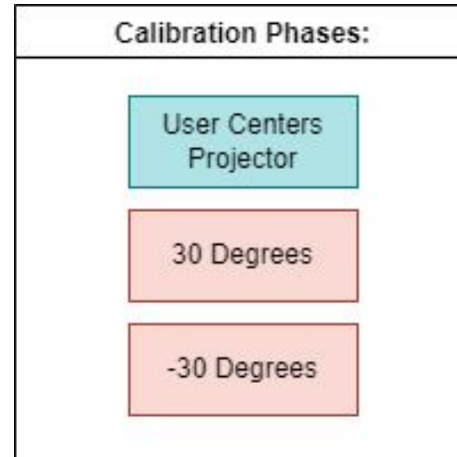 Calibration Phases:
User Centers
Projector
30 Degrees
-30 Degrees